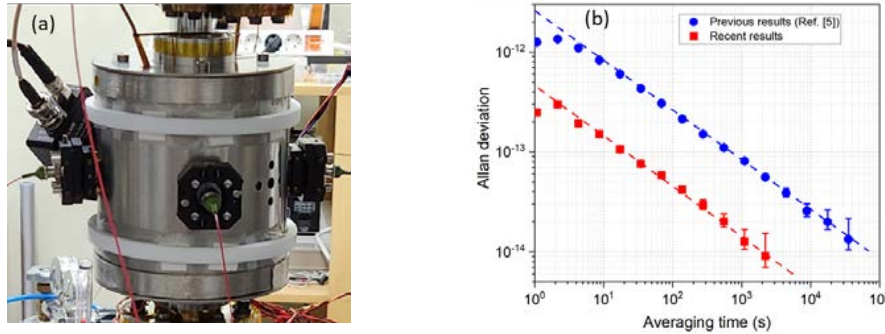 (a)
(b)
Previous results (Ref. [5])
Recent results
10⁻¹²
10⁻¹³
10⁻¹⁴
Allan deviation
10⁰ 10¹ 10² 10³ 10⁴ 10⁵
Averaging time (s)